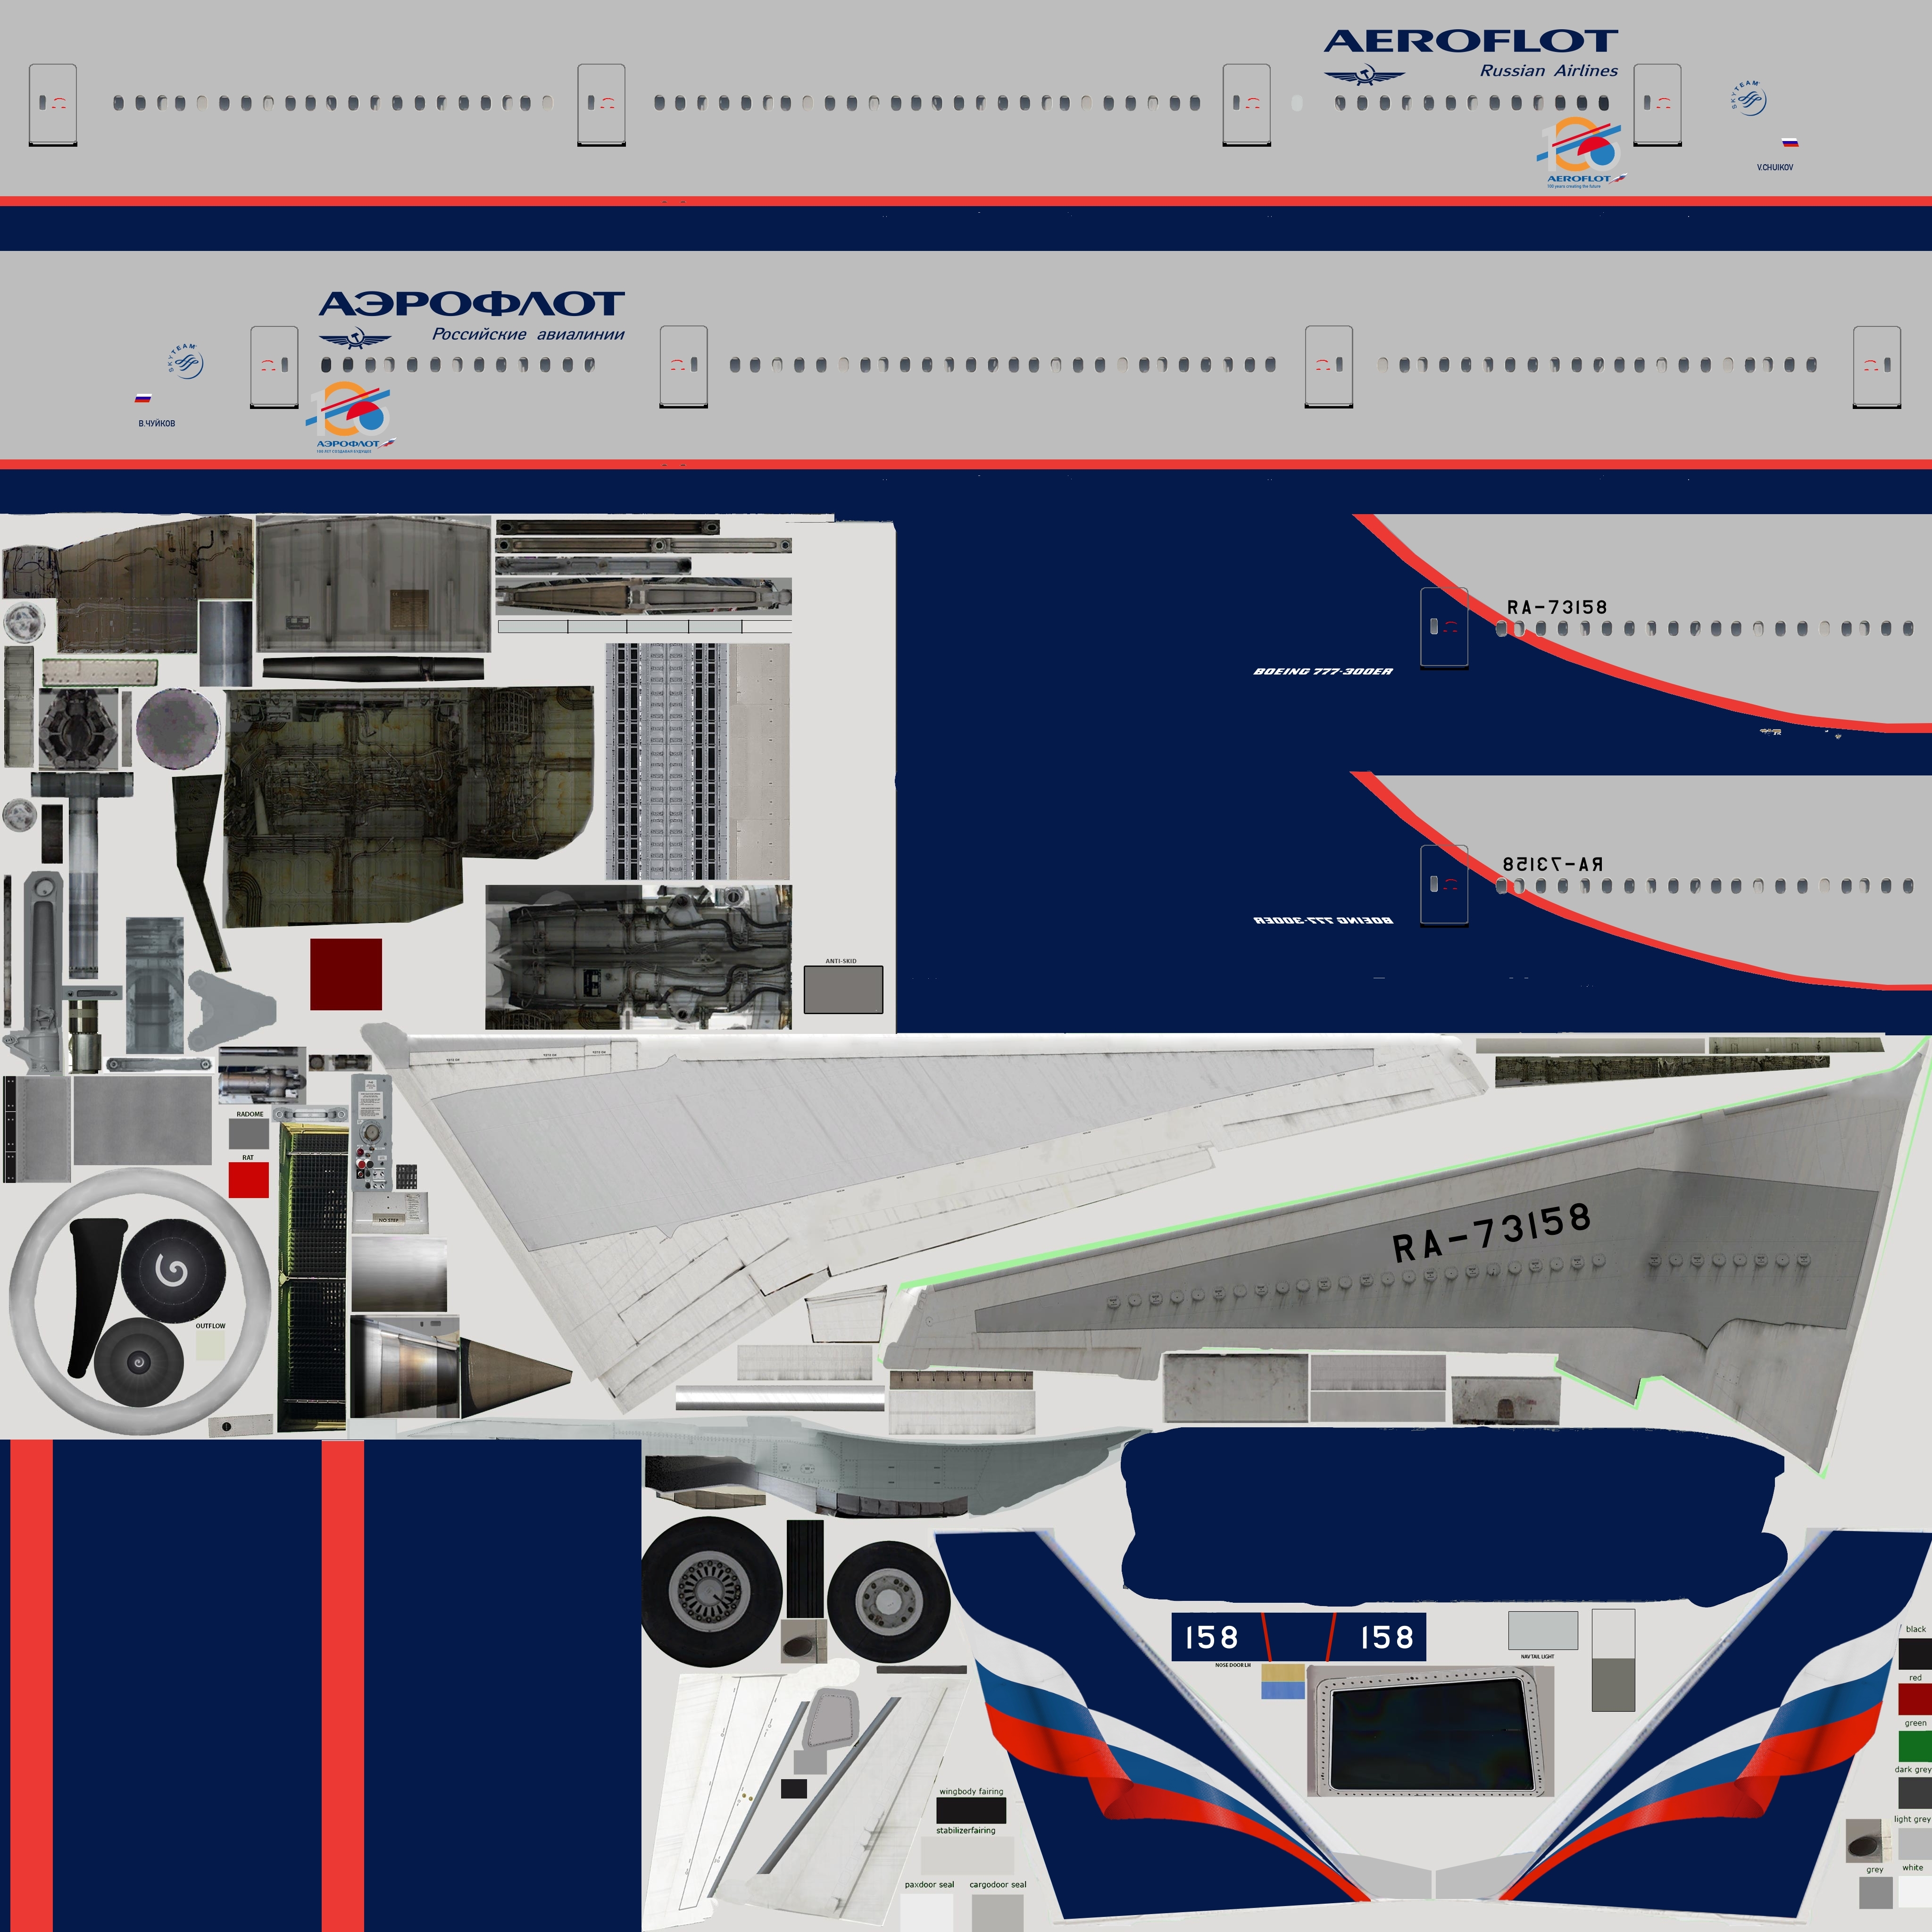 AEROFLOT
Russian Airlines
SKYTEAM
AEROFLOT
100 years creating the future
V.CHUIKOV
АЭРОФЛОТ
Российские авиалинии
SKYTEAM
В.ЧУЙКОВ
АЭРОФЛОТ
RA-73158
BOEING 777-300ER
RA-73158
BOEING 777-300ER
ANTI-SKID
RADOME
RAT
NO STEP
RA-73158
OUTFLOW
158
158
NOSE DOOR LH
NAV TAIL LIGHT
black
red
green
dark grey
light grey
grey
white
wingbody fairing
stabilizerfairing
paxdoor seal
cargodoor seal